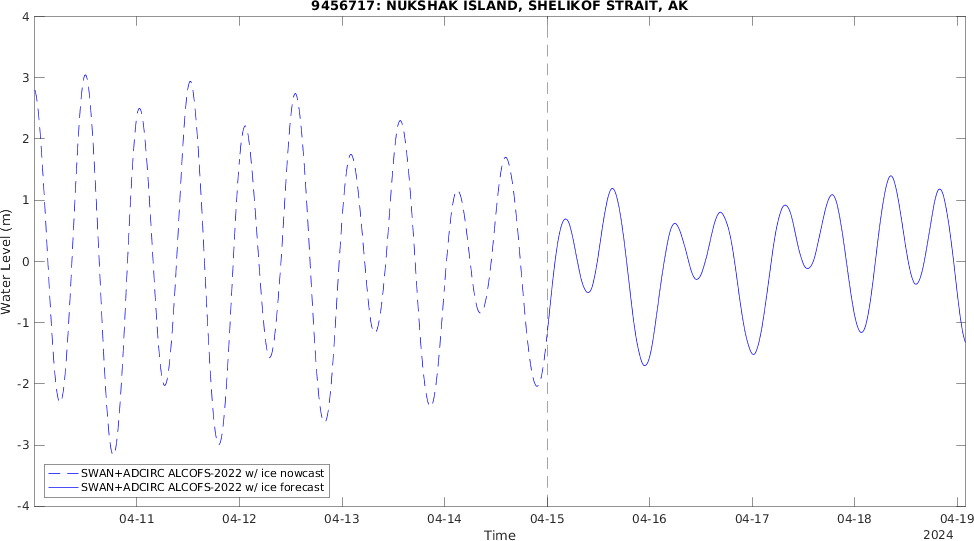 9456717: NUKSHAK ISLAND, SHELIKOF STRAIT, AK
4
3
2
1
0
-1
-2
-3
-4
Water Level (m)
SWAN+ADCIRC ALCOFS-2022 w/ ice nowcast
SWAN+ADCIRC ALCOFS-2022 w/ ice forecast
04-11 04-12 04-13 04-14 04-15 04-16 04-17 04-18 04-19
Time
2024